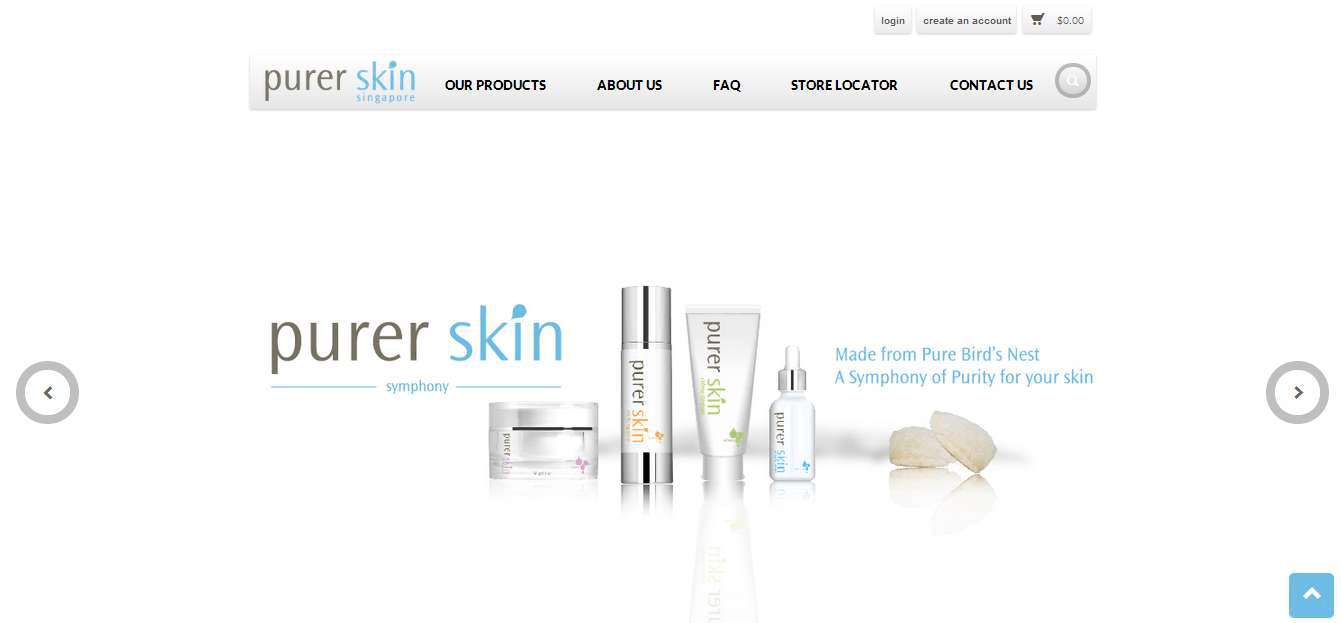 login create an account $0.00
purer skin
singapore
OUR PRODUCTS ABOUT US FAQ STORE LOCATOR CONTACT US
purer skin
symphony
Made from Pure Bird's Nest
A Symphony of Purity for your skin
purer skin
purer skin
purer skin
purer skin